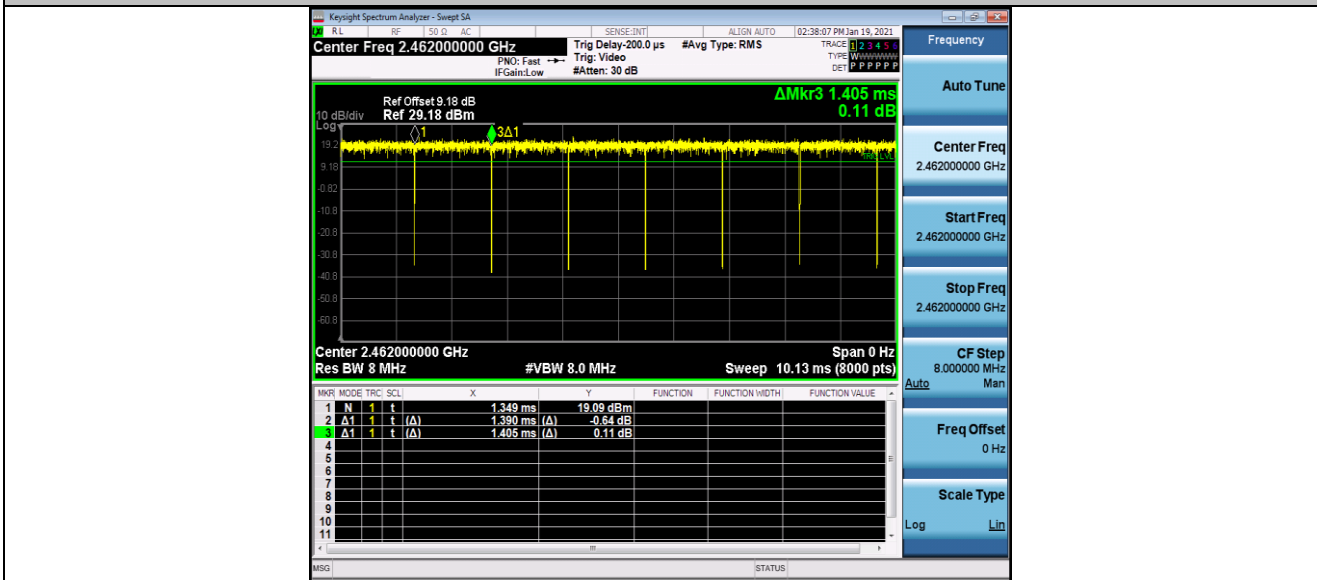 Keysight Spectrum Analyzer - Swept SA
RL RF 50 Ω AC SENSE:INT ALIGN AUTO 02:38:07 PM Jan 19, 2021
Center Freq 2.462000000 GHz Trig Delay-200.0 µs #Avg Type: RMS TRACE 1 2 3 4 5 6
PNO: Fast Trig: Video TYPE WWWWWW
IFGain:Low #Atten: 30 dB DET P P P P P P
ΔMkr3 1.405 ms
0.11 dB
Ref Offset 9.18 dB
10 dB/div Ref 29.18 dBm
Log
1 3Δ1
19.2
TRIG LVL
9.18
-0.82
-10.8
-20.8
-30.8
-40.8
-50.8
-60.8
Center 2.462000000 GHz Span 0 Hz
Res BW 8 MHz #VBW 8.0 MHz Sweep 10.13 ms (8000 pts)
MKR MODE TRC SCL X Y FUNCTION FUNCTION WIDTH FUNCTION VALUE
1 N 1 t 1.349 ms 19.09 dBm
2 Δ1 1 t (Δ) 1.390 ms (Δ) -0.64 dB
3 Δ1 1 t (Δ) 1.405 ms (Δ) 0.11 dB
4
5
6
7
8
9
10
11
MSG STATUS
Frequency
Auto Tune
Center Freq
2.462000000 GHz
Start Freq
2.462000000 GHz
Stop Freq
2.462000000 GHz
CF Step
8.000000 MHz
Auto Man
Freq Offset
0 Hz
Scale Type
Log Lin